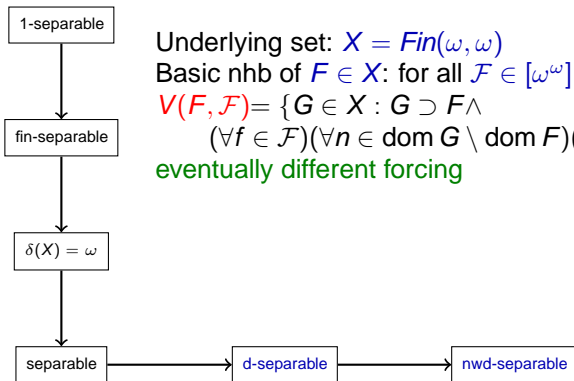 1-separable
Underlying set: X = Fin(ω, ω)
Basic nhb of F ∈ X: for all ℱ ∈ [ω^ω]
V(F, ℱ)= {G ∈ X : G ⊃ F∧
(∀f ∈ ℱ)(∀n ∈ dom G \ dom F)(
eventually different forcing
fin-separable
δ(X) = ω
separable
d-separable
nwd-separable